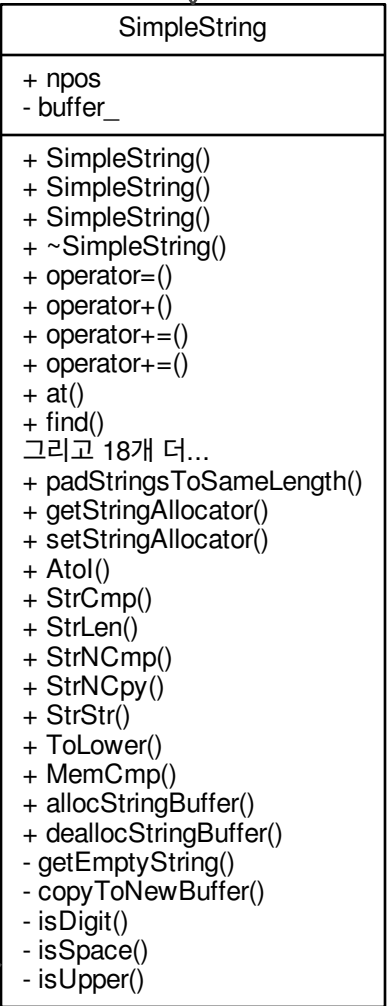 SimpleString
+ npos
- buffer_
+ SimpleString()
+ SimpleString()
+ SimpleString()
+ ~SimpleString()
+ operator=()
+ operator+()
+ operator+=()
+ operator+=()
+ at()
+ find()
그리고 18개 더...
+ padStringsToSameLength()
+ getStringAllocator()
+ setStringAllocator()
+ AtoI()
+ StrCmp()
+ StrLen()
+ StrNCmp()
+ StrNCpy()
+ StrStr()
+ ToLower()
+ MemCmp()
+ allocStringBuffer()
+ deallocStringBuffer()
- getEmptyString()
- copyToNewBuffer()
- isDigit()
- isSpace()
- isUpper()